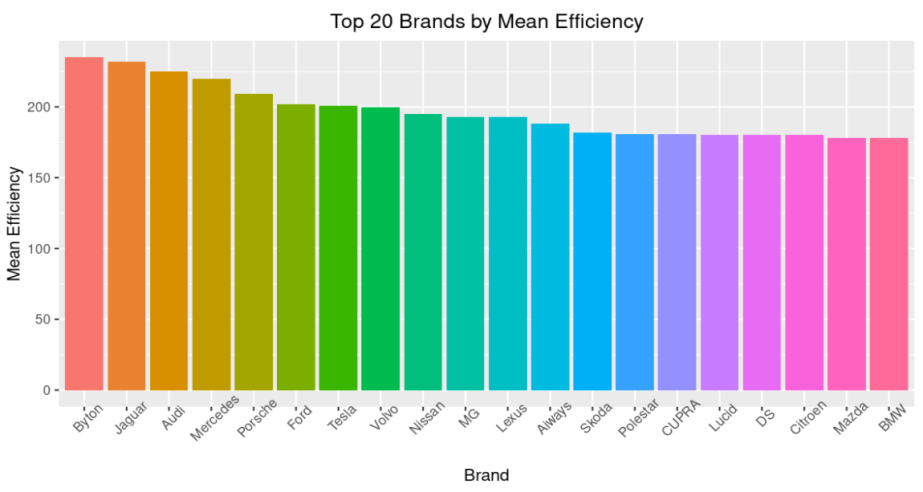 Top 20 Brands by Mean Efficiency
Mean Efficiency
200
150
100
50
0
Byton Jaguar Audi Mercedes Porsche Ford Tesla Volvo Nissan MG Lexus Always Skoda Polestar CUPRA Lucid DS Citroen Mazda BMW
Brand